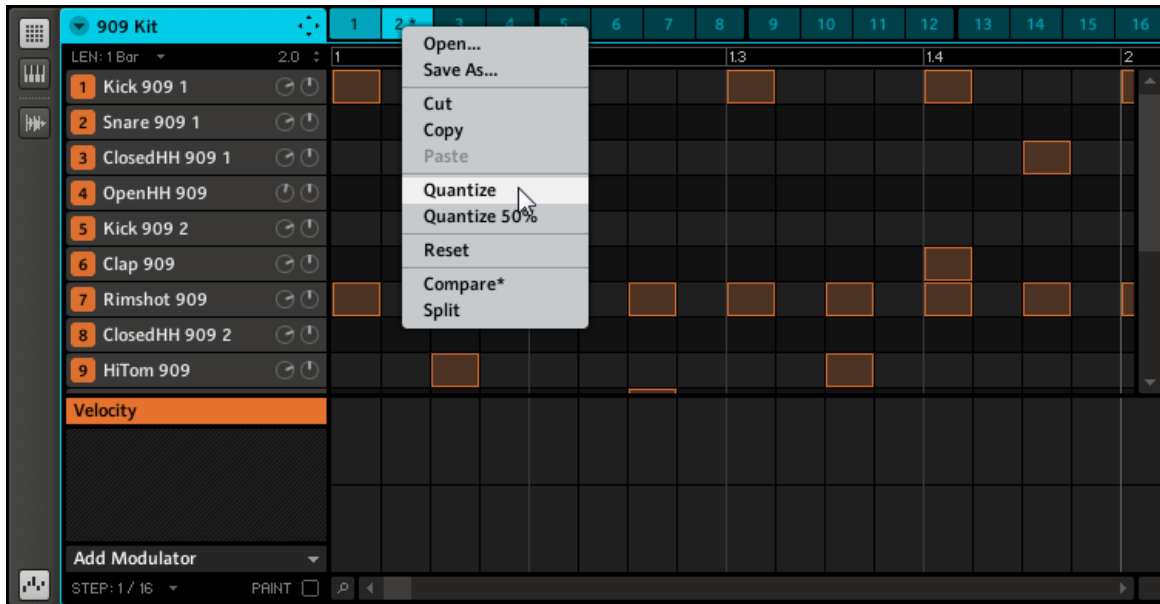 909 Kit
1 2* 3 4 5 6 7 8 9 10 11 12 13 14 15 16
LEN: 1 Bar 2.0
1 1.3 1.4 2
Open...
Save As...
Cut
Copy
Paste
Quantize
Quantize 50%
Reset
Compare*
Split
1 Kick 909 1
2 Snare 909 1
3 ClosedHH 909 1
4 OpenHH 909
5 Kick 909 2
6 Clap 909
7 Rimshot 909
8 ClosedHH 909 2
9 HiTom 909
Velocity
Add Modulator
STEP: 1 / 16 PAINT